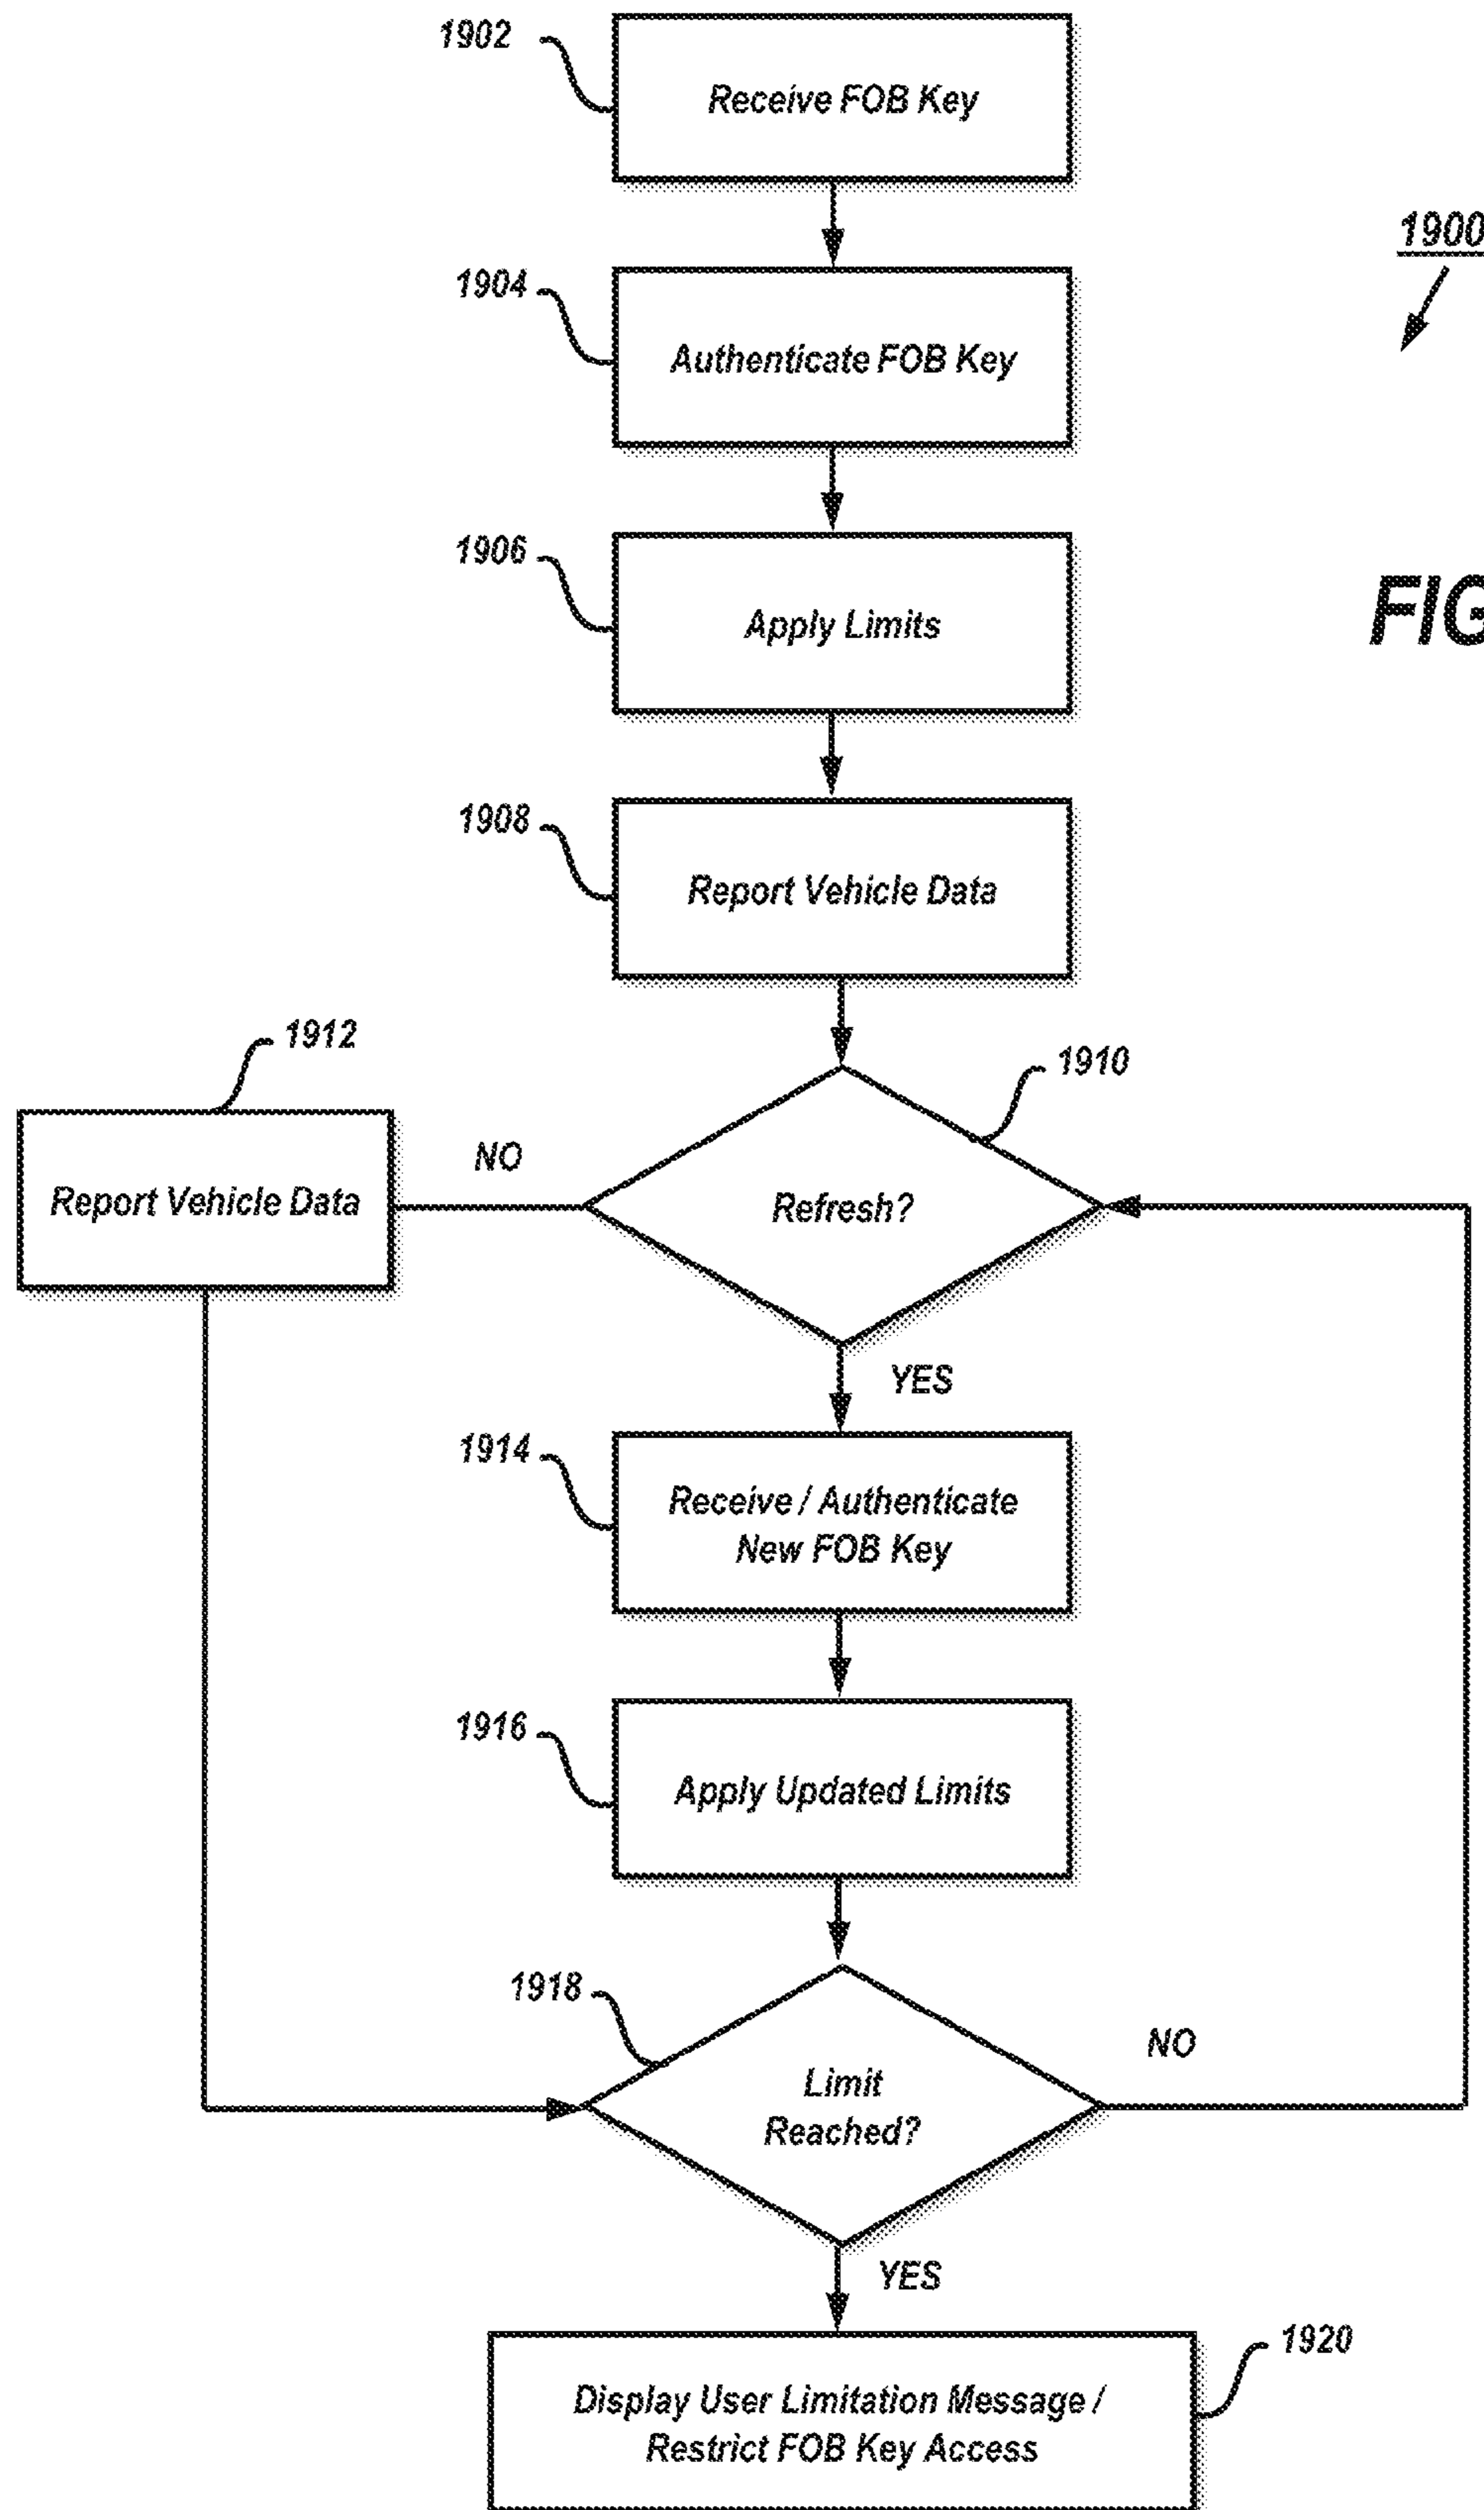 1902
Receive FOB Key
1900
1904
Authenticate FOB Key
1906
Apply Limits
FIG
1908
Report Vehicle Data
1912
1910
Report Vehicle Data
NO
Refresh?
YES
1914
Receive / Authenticate
New FOB Key
1916
Apply Updated Limits
1918
NO
Limit
Reached?
YES
1920
Display User Limitation Message /
Restrict FOB Key Access